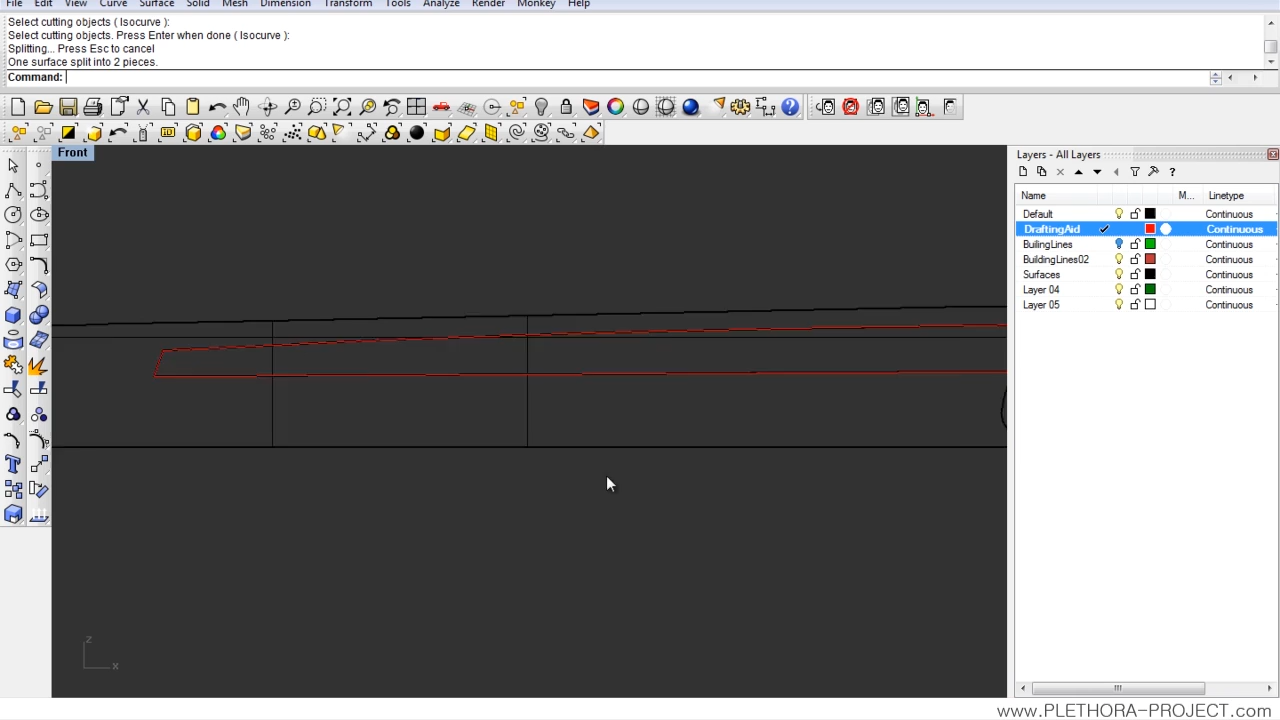 File Edit View Curve Surface Solid Mesh Dimension Transform Tools Analyze Render Monkey Help
Select cutting objects ( Isocurve ):
Select cutting objects. Press Enter when done ( Isocurve ):
Splitting... Press Esc to cancel
One surface split into 2 pieces.
Command:
Front
Layers - All Layers
Name M... Linetype
Default Continuous
DraftingAid Continuous
BuilingLines Continuous
BuildingLines02 Continuous
Surfaces Continuous
Layer 04 Continuous
Layer 05 Continuous
z
x
www.PLETHORA-PROJECT.com